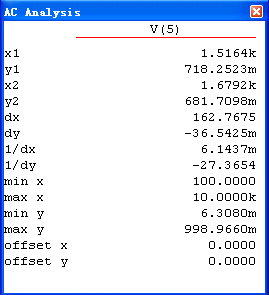 AC Analysis
V(5)
x1 1.5164k
y1 718.2523m
x2 1.6792k
y2 681.7098m
dx 162.7675
dy -36.5425m
1/dx 6.1437m
1/dy -27.3654
min x 100.0000
max x 10.0000k
min y 6.3080m
max y 998.9660m
offset x 0.0000
offset y 0.0000